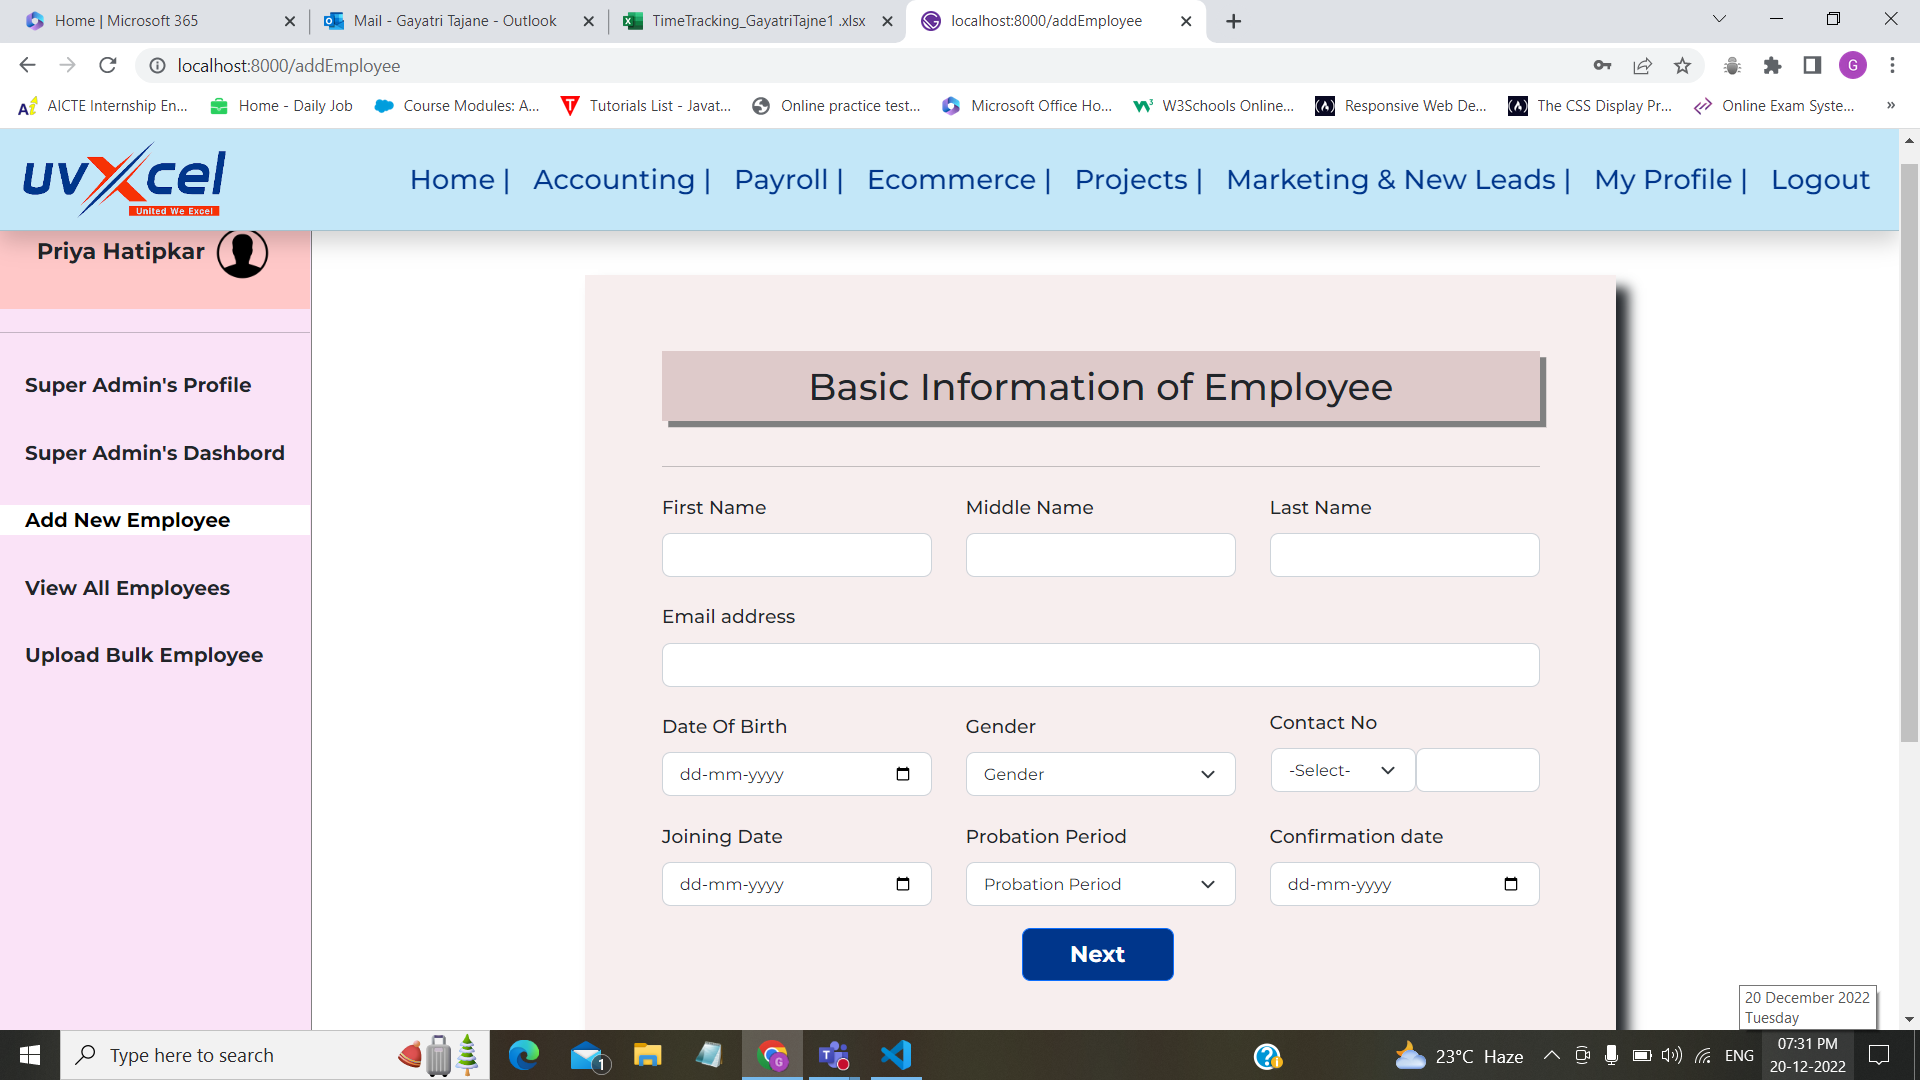 Home | Microsoft 365
Mail - Gayatri Tajane - Outlook
TimeTracking_GayatriTajne1 .xlsx
localhost:8000/addEmployee
localhost:8000/addEmployee
G
AICTE Internship En...
Home - Daily Job
Course Modules: A...
Tutorials List - Javat...
Online practice test...
Microsoft Office Ho...
W3Schools Online...
Responsive Web De...
The CSS Display Pr...
Online Exam Syste...
»
uvXcel
United We Excel
Home | Accounting | Payroll | Ecommerce | Projects | Marketing & New Leads | My Profile | Logout
Priya Hatipkar
Super Admin's Profile
Super Admin's Dashbord
Add New Employee
View All Employees
Upload Bulk Employee
Basic Information of Employee
First Name Middle Name Last Name
Email address
Date Of Birth Gender Contact No
dd-mm-yyyy Gender -Select-
Joining Date Probation Period Confirmation date
dd-mm-yyyy Probation Period dd-mm-yyyy
Next
20 December 2022
Tuesday
Type here to search
1
23°C Haze
ENG
07:31 PM
20-12-2022